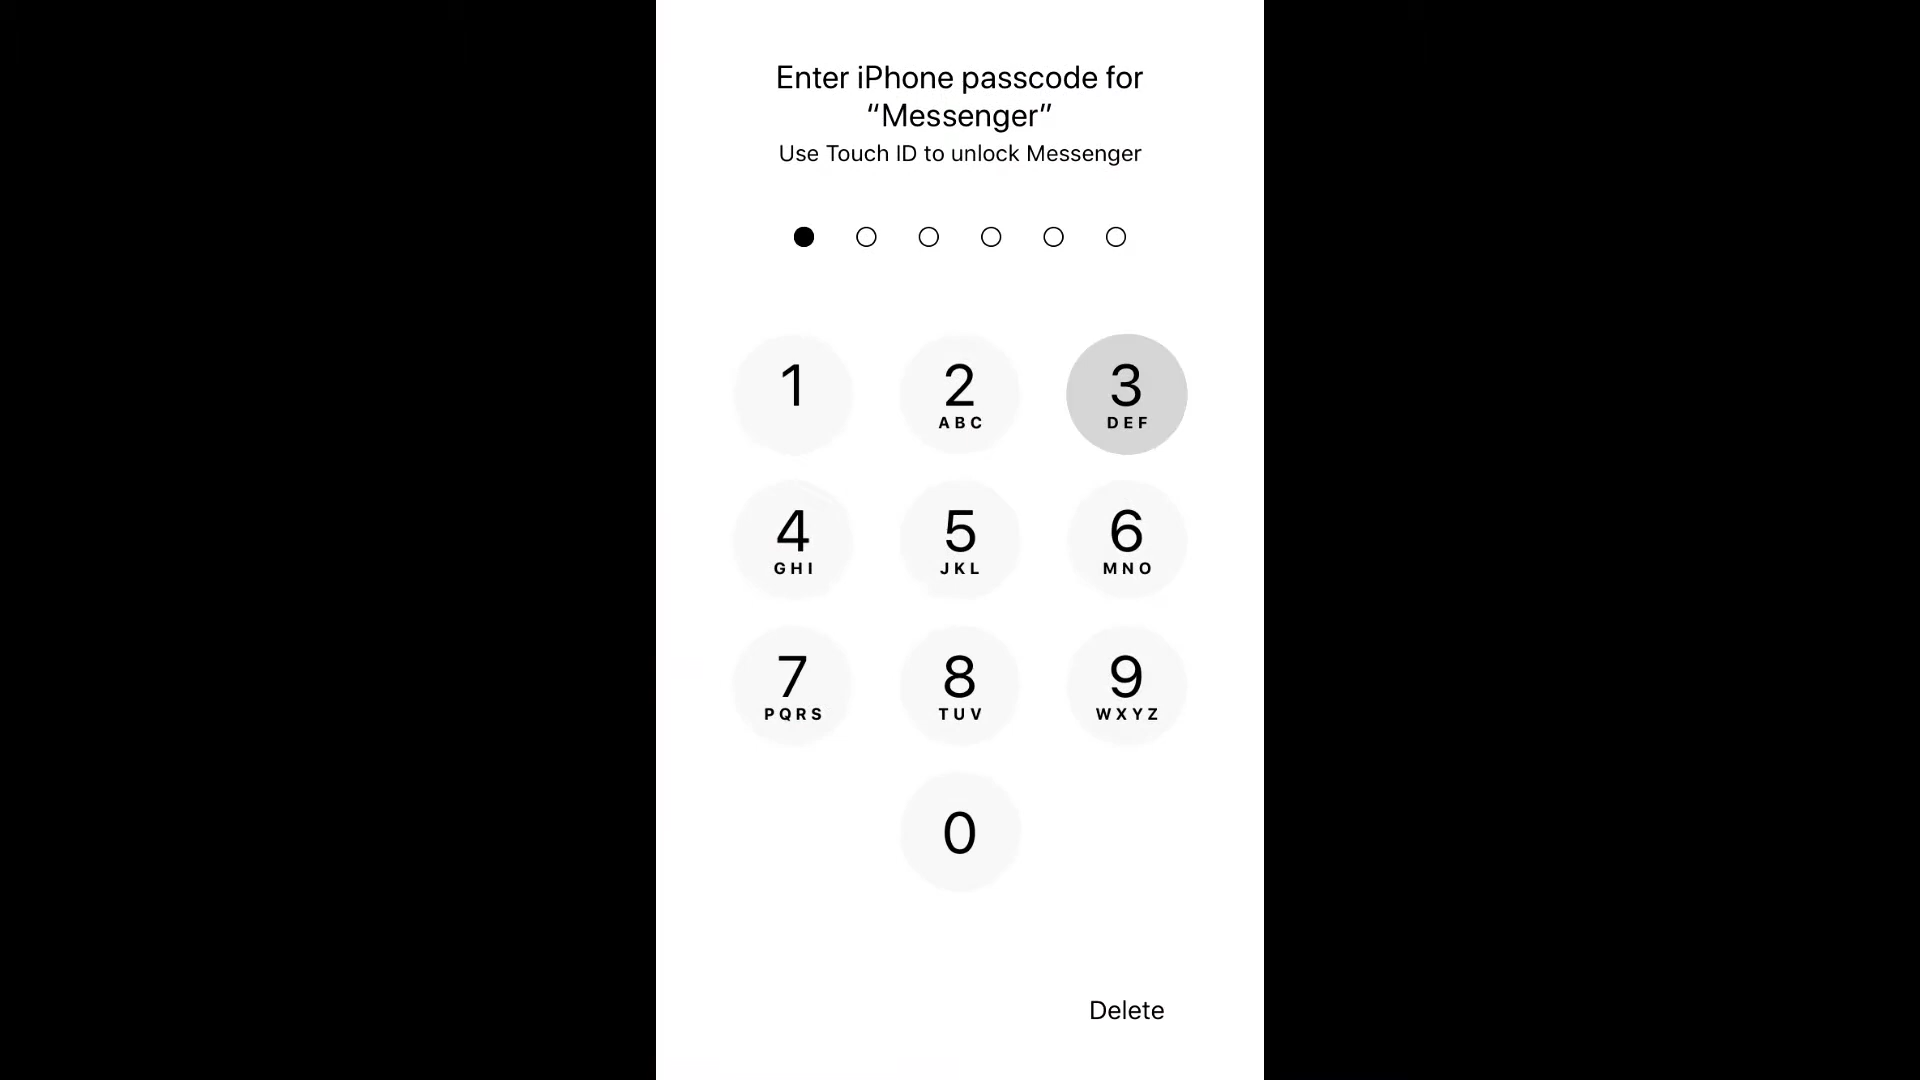 Enter iPhone passcode for
“Messenger”
Use Touch ID to unlock Messenger
1
2
3
ABC
DEF
4
5
6
GHI
JKL
MNO
7
8
9
PQRS
TUV
WXYZ
0
Delete